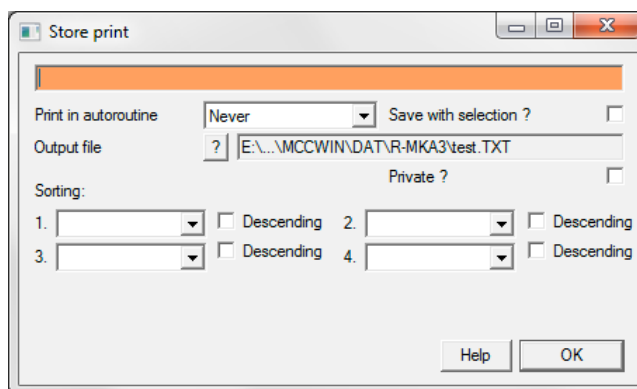 Store print
Print in autoroutine Never Save with selection ?
Output file ? E:\...\MCCWIN\DAT\R-MKA3\test.TXT
Private ?
Sorting:
1. Descending 2. Descending
3. Descending 4. Descending
Help OK